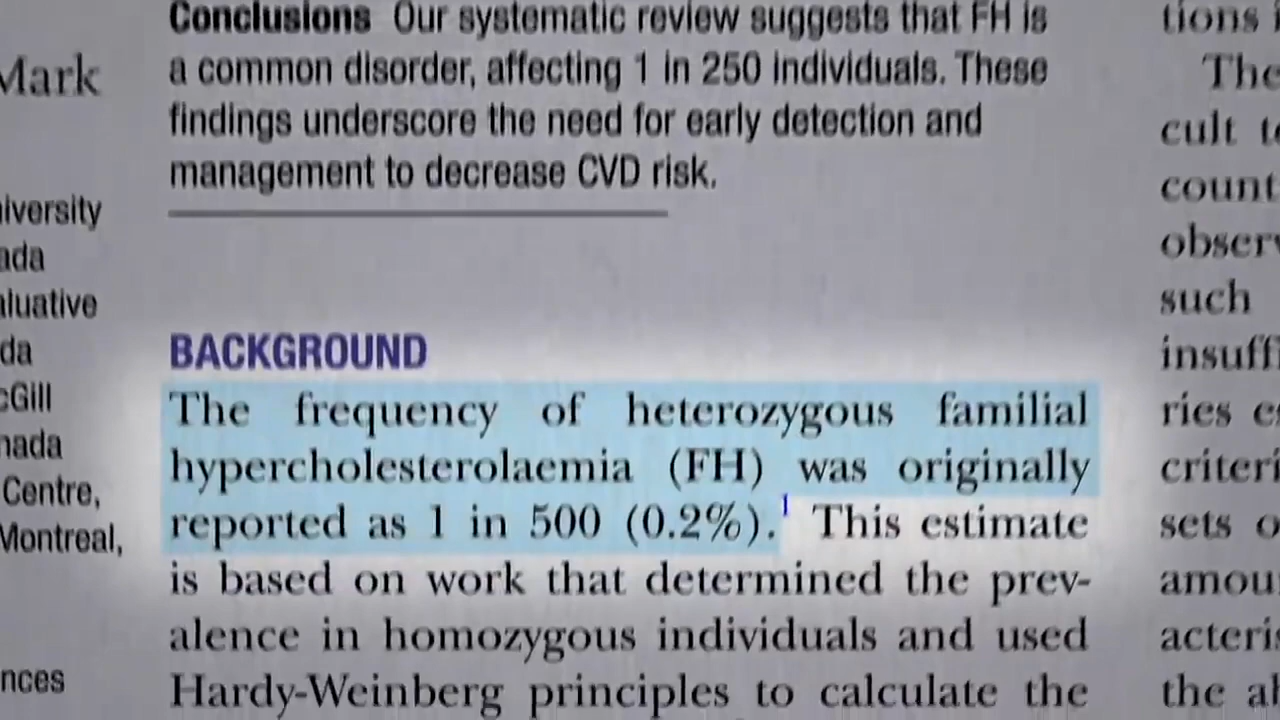 Mark
University
ada
aluative
da
cGill
nada
Centre,
Montreal,
nces
Conclusions Our systematic review suggests that FH is
a common disorder, affecting 1 in 250 individuals. These
findings underscore the need for early detection and
management to decrease CVD risk.
BACKGROUND
The frequency of heterozygous familial
hypercholesterolaemia (FH) was originally
reported as 1 in 500 (0.2%).1 This estimate
is based on work that determined the prev-
alence in homozygous individuals and used
Hardy-Weinberg principles to calculate the
tions
The
cult
count
observ
such
insuffi
ries
criteri
sets
amou
acteris
the